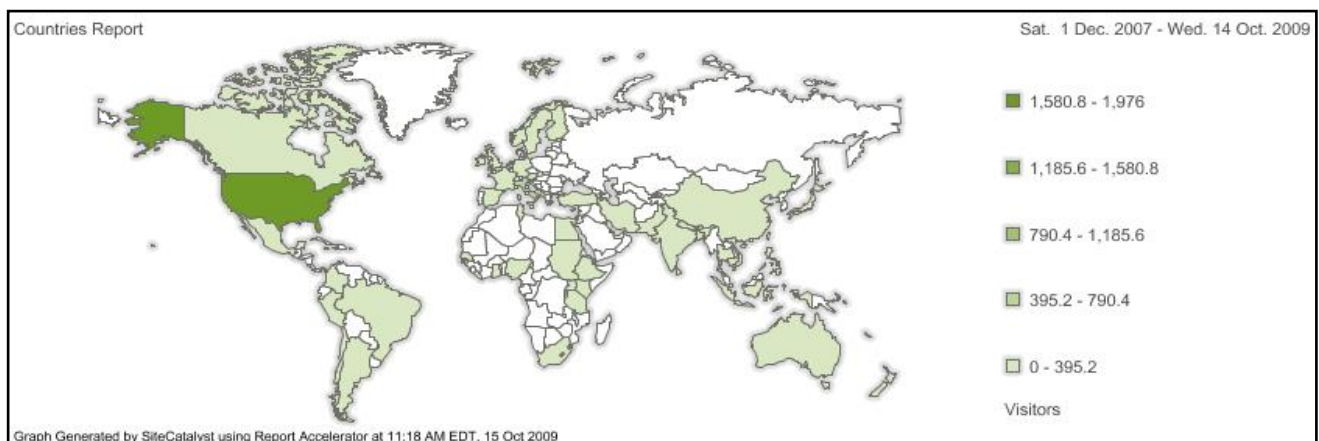 Countries Report
Sat. 1 Dec. 2007 - Wed. 14 Oct. 2009
1,580.8 - 1,976
1,185.6 - 1,580.8
790.4 - 1,185.6
395.2 - 790.4
0 - 395.2
Visitors
Graph Generated by SiteCatalyst using Report Accelerator at 11:18 AM EDT, 15 Oct 2009